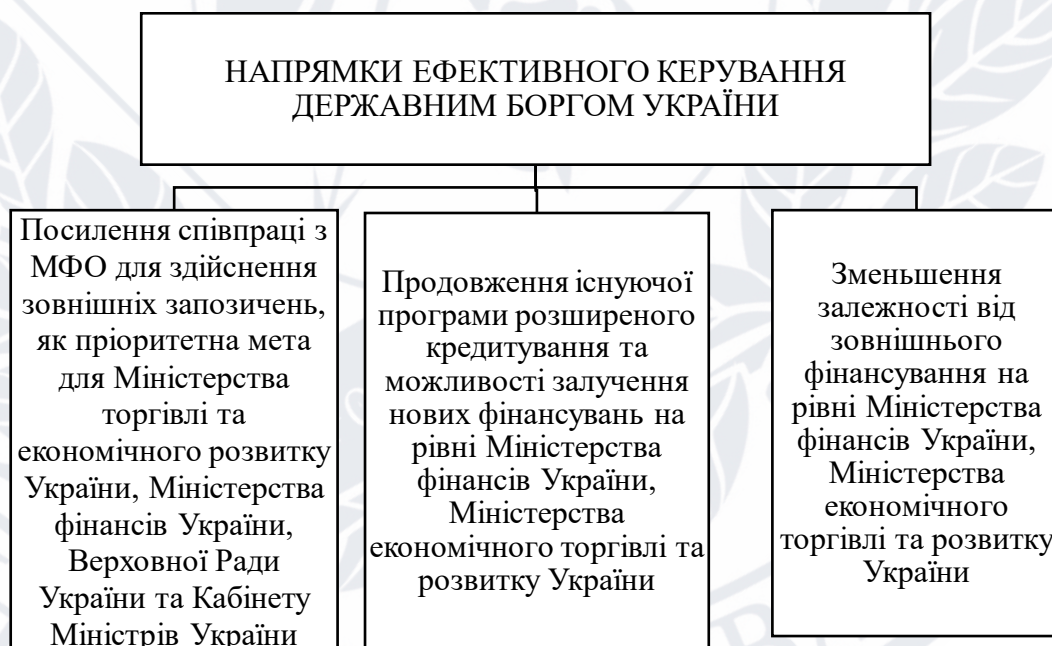 НАПРЯМКИ ЕФЕКТИВНОГО КЕРУВАННЯ
ДЕРЖАВНИМ БОРГОМ УКРАЇНИ
Посилення співпраці з
МФО для здійснення
зовнішніх запозичень,
як пріоритетна мета
для Міністерства
торгівлі та
економічного розвитку
України, Міністерства
фінансів України,
Верховної Ради
України та Кабінету
Міністрів України
Продовження існуючої
програми розширеного
кредитування та
можливості залучення
нових фінансувань на
рівні Міністерства
фінансів України,
Міністерства
економічного торгівлі та
розвитку України
Зменьшення
залежності від
зовнішнього
фінансування на
рівні Міністерства
фінансів України,
Міністерства
економічного
торгівлі та розвитку
України